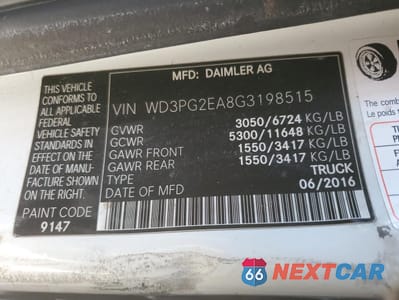 MFD: DAIMLER AG
THIS VEHICLE
CONFORMS TO
ALL
APPLICABLE
FEDERAL
VEHICLE SAFETY
STANDARDS IN
EFFECT ON THE
DATE OF MANU-
FACTURE SHOWN
PAINT CODE
9147
VIN WD3PG2EA8G3198515
GVWR 3050/6724 KG/LB
GCWR 5300/11648 KG/LB
GAWR FRONT 1550/3417 KG/LB
GAWR REAR 1550/3417 KG/LB
TYPE TRUCK
DATE OF MFD 06/2016
The com
Le poids
66 NEXTCAR